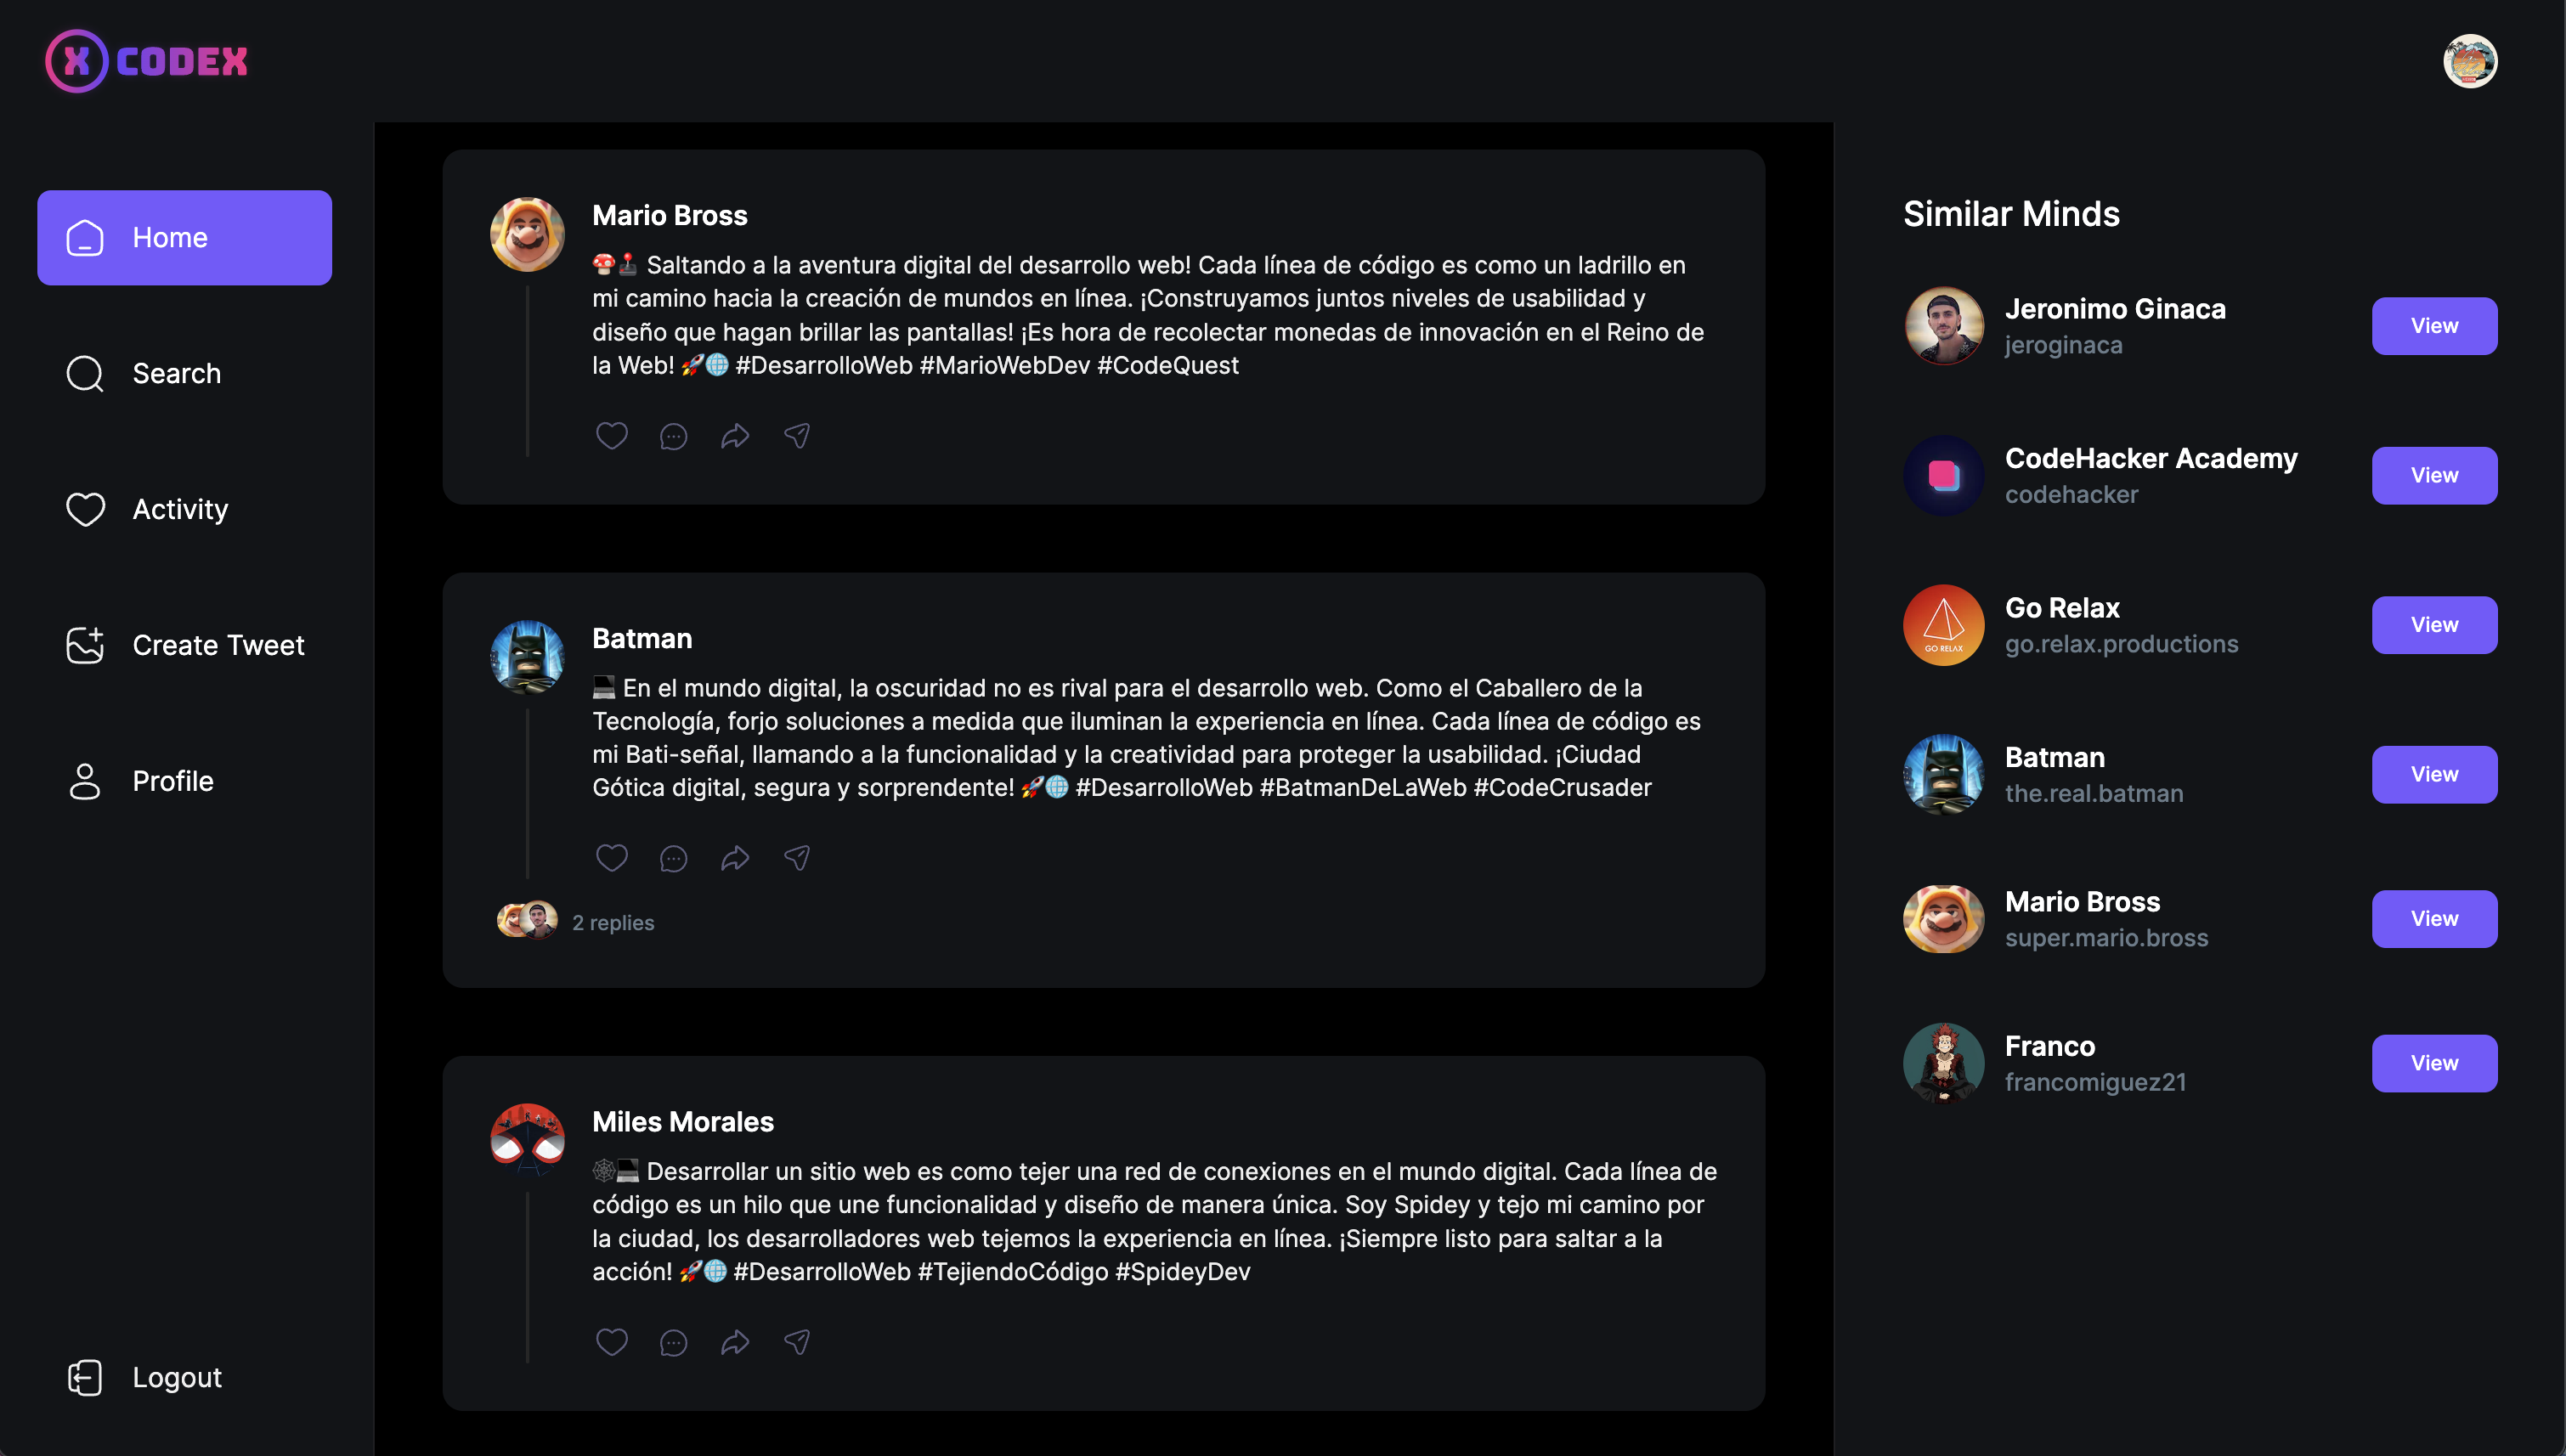 X CODEX
Home
Search
Activity
Create Tweet
Profile
Logout
Mario Bross
🍄🕹️ Saltando a la aventura digital del desarrollo web! Cada línea de código es como un ladrillo en
mi camino hacia la creación de mundos en línea. ¡Construyamos juntos niveles de usabilidad y
diseño que hagan brillar las pantallas! ¡Es hora de recolectar monedas de innovación en el Reino de
la Web! 🚀🌐 #DesarrolloWeb #MarioWebDev #CodeQuest
Batman
💻 En el mundo digital, la oscuridad no es rival para el desarrollo web. Como el Caballero de la
Tecnología, forjo soluciones a medida que iluminan la experiencia en línea. Cada línea de código es
mi Bati-señal, llamando a la funcionalidad y la creatividad para proteger la usabilidad. ¡Ciudad
Gótica digital, segura y sorprendente! 🚀🌐 #DesarrolloWeb #BatmanDeLaWeb #CodeCrusader
2 replies
Miles Morales
🕸️💻 Desarrollar un sitio web es como tejer una red de conexiones en el mundo digital. Cada línea de
código es un hilo que une funcionalidad y diseño de manera única. Soy Spidey y tejo mi camino por
la ciudad, los desarrolladores web tejemos la experiencia en línea. ¡Siempre listo para saltar a la
acción! 🚀🌐 #DesarrolloWeb #TejiendoCódigo #SpideyDev
Similar Minds
Jeronimo Ginaca
jeroginaca
View
CodeHacker Academy
codehacker
View
GO RELAX
Go Relax
go.relax.productions
View
Batman
the.real.batman
View
Mario Bross
super.mario.bross
View
Franco
francomiguez21
View